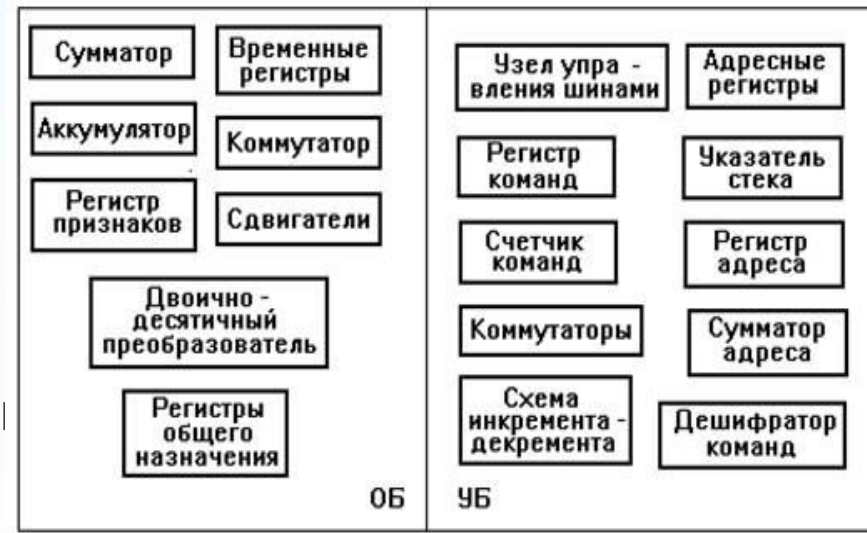 Сумматор
Временные
регистры
Аккумулятор
Коммутатор
Регистр
признаков
Сдвигатели
Двоично -
десятичный
преобразователь
Регистры
общего
назначения
ОБ
Узел упра -
вления шинами
Адресные
регистры
Регистр
команд
Указатель
стека
Счетчик
команд
Регистр
адреса
Коммутаторы
Сумматор
адреса
Схема
инкремента -
декремента
Дешифратор
команд
УБ